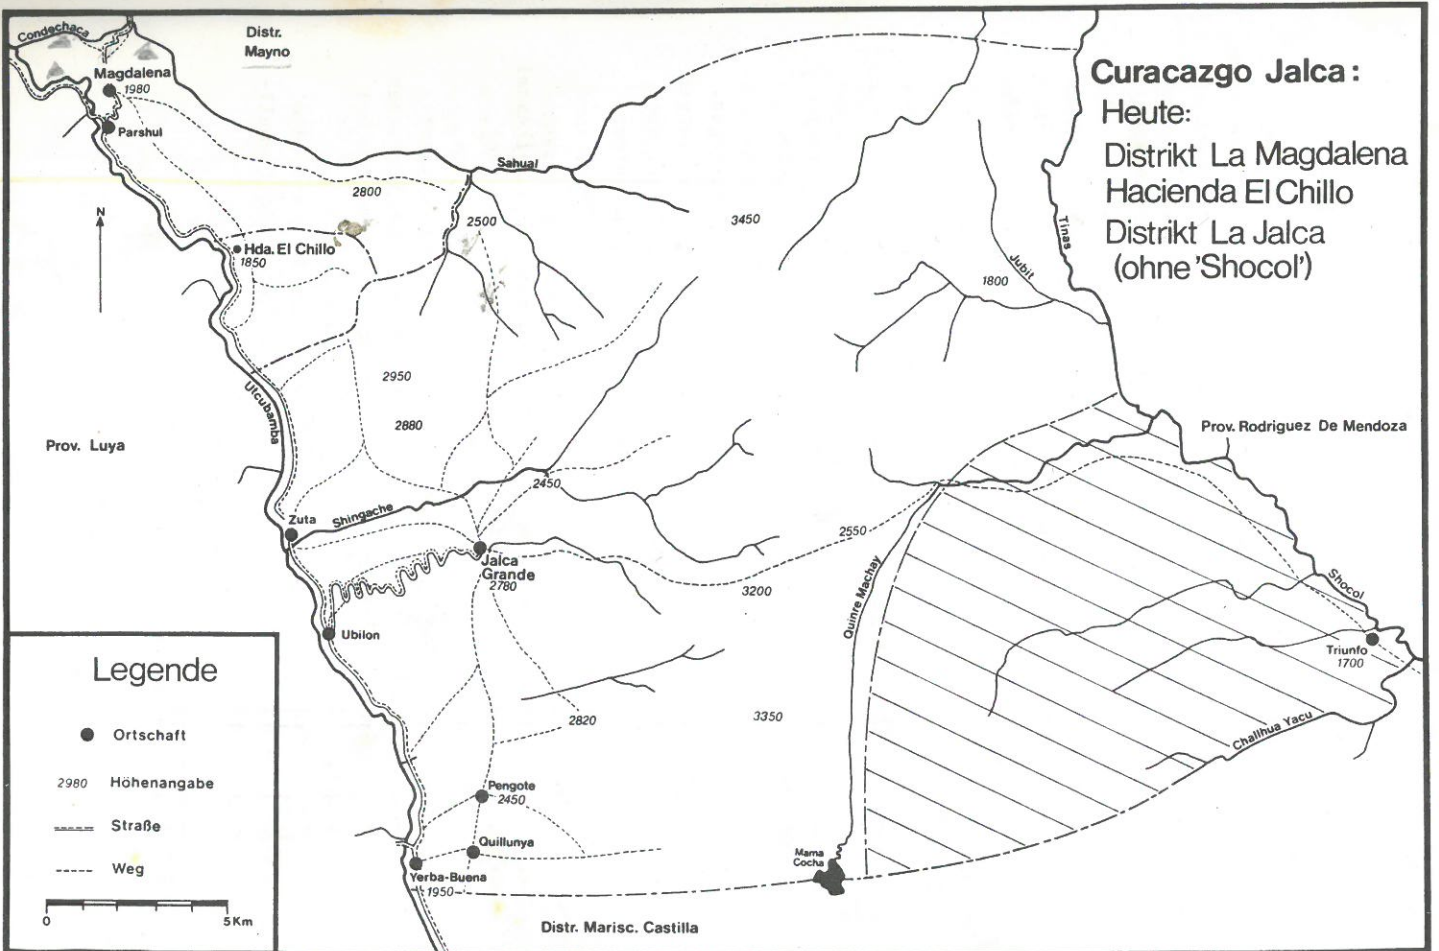 Condechaca
Distr.
Mayno
Magdalena
1980
Parshul
Sahual
2800
2500
3450
N
Hda. El Chillo
1850
Tinas
Jubit
1800
Curacazgo Jalca:
Heute:
Distrikt La Magdalena
Hacienda El Chillo
Distrikt La Jalca
(ohne 'Shocol')
2950
2880
Utcubamba
Prov. Luya
Prov. Rodriguez De Mendoza
2450
Zuta
Shingache
2550
Jalca
Grande
2780
3200
Quinre Machay
Shocol
Ubilon
Triunfo
1700
2820
3350
Challhua Yacu
Pengote
2450
Quillunya
Yerba-Buena
1950
Mama
Cocha
Distr. Marisc. Castilla
Legende
Ortschaft
2980 Höhenangabe
Straße
Weg
0 5Km